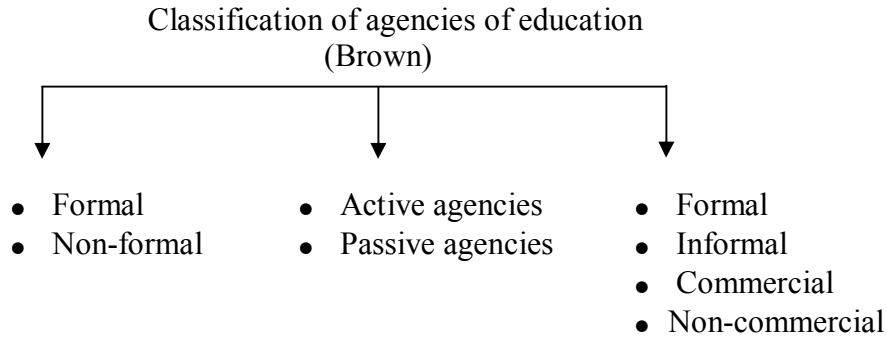 Classification of agencies of education
(Brown)
• Formal
• Non-formal
• Active agencies
• Passive agencies
• Formal
• Informal
• Commercial
• Non-commercial